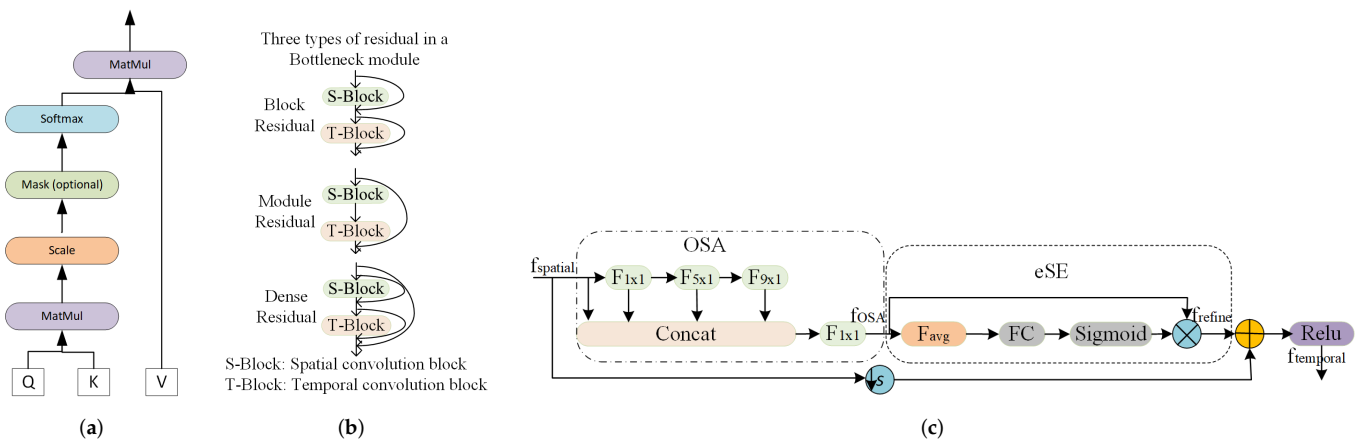 MatMul
Softmax
Mask (optional)
Scale
MatMul
Q
K
V
(a)
Three types of residual in a
Bottleneck module
Block
Residual
S-Block
T-Block
Module
Residual
S-Block
T-Block
Dense
Residual
S-Block
T-Block
S-Block: Spatial convolution block
T-Block: Temporal convolution block
(b)
OSA
eSE
fspatial
F1x1
F5x1
F9x1
Concat
F1x1
fOSA
Favg
FC
Sigmoid
frefine
Relu
ftemporal
s
(c)